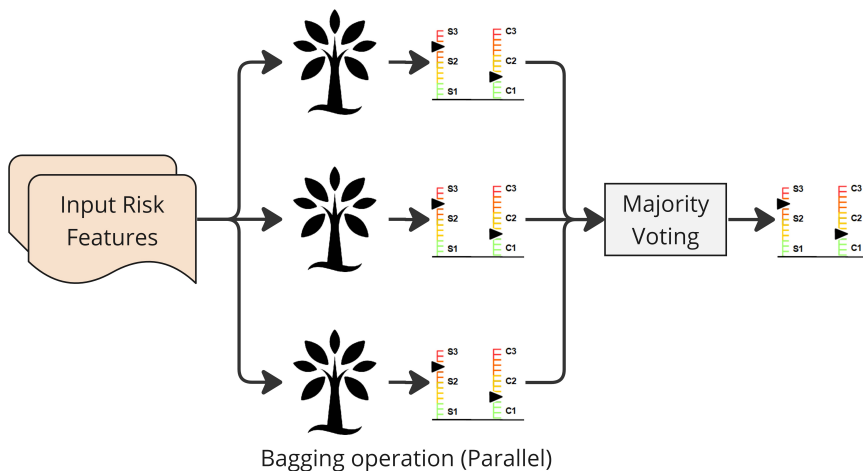 Input Risk
Features
S3
S2
S1
C3
C2
C1
S3
S2
S1
C3
C2
C1
S3
S2
S1
C3
C2
C1
Majority
Voting
S3
S2
S1
C3
C2
C1
Bagging operation (Parallel)